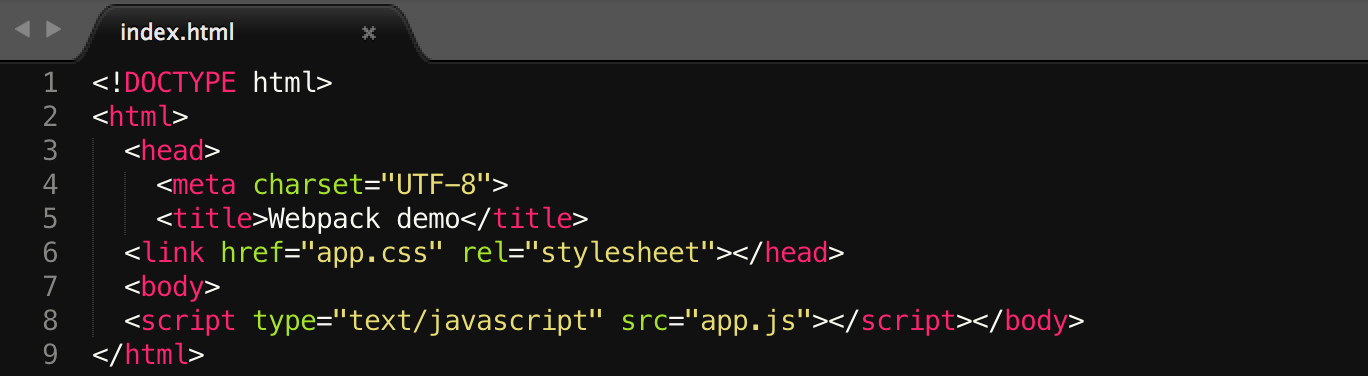 index.html
1 <!DOCTYPE html>
2 <html>
3   <head>
4     <meta charset="UTF-8">
5     <title>Webpack demo</title>
6   <link href="app.css" rel="stylesheet"></head>
7   <body>
8   <script type="text/javascript" src="app.js"></script></body>
9 </html>